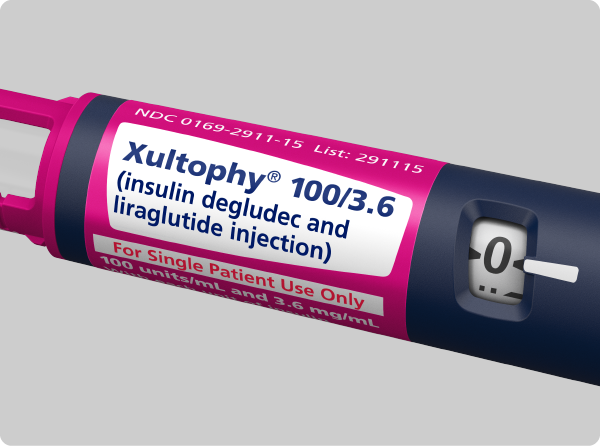 NDC 0169-2911-15 List: 291115
Xultophy® 100/3.6
(insulin degludec and
liraglutide injection)
For Single Patient Use Only
100 units/mL and 3.6 mg/mL
0